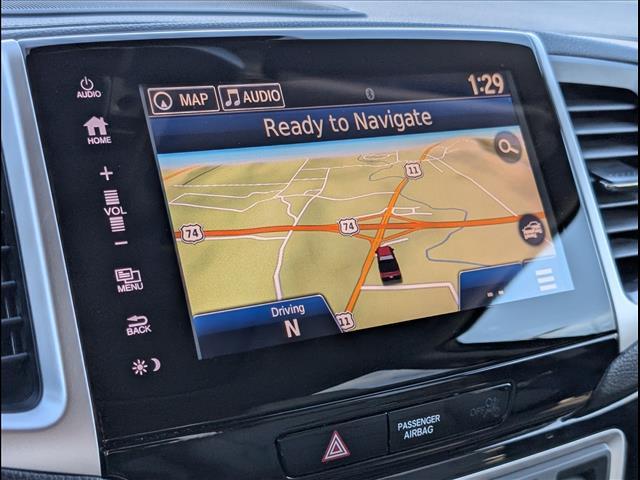 AUDIO
HOME
+
VOL
−
MENU
BACK
MAP
AUDIO
1:29
Ready to Navigate
11
74
74
11
Driving
N
PASSENGER
AIRBAG
OFF